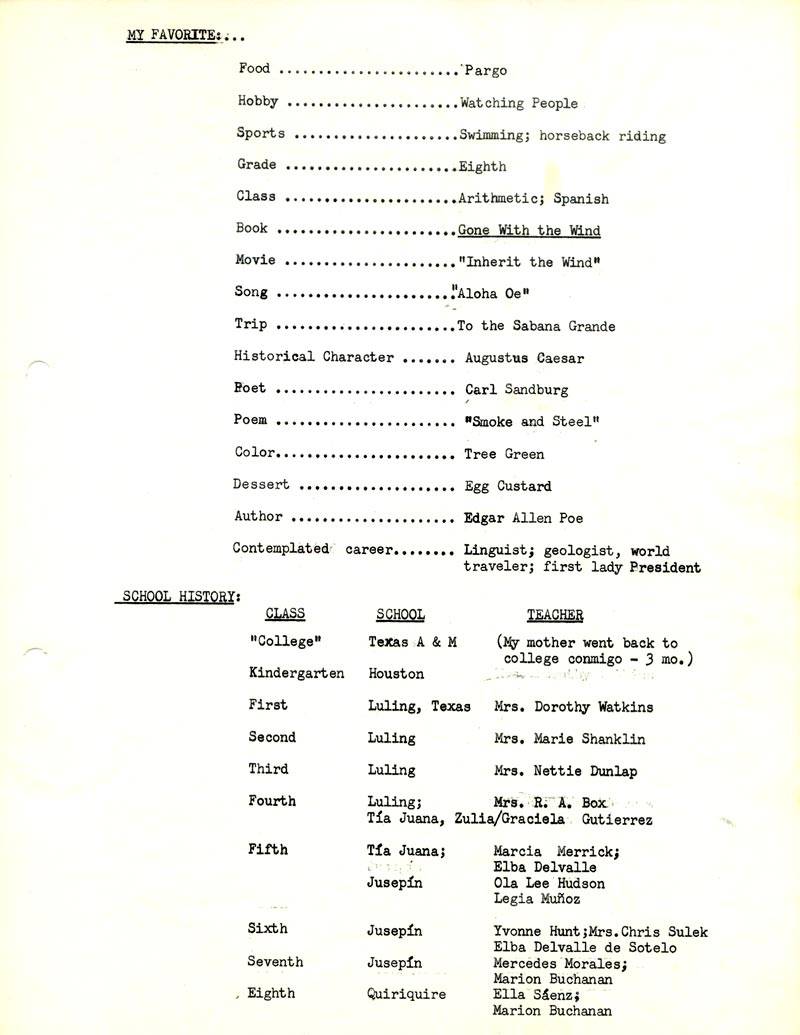 MY FAVORITE:...
Food .......................Pargo
Hobby ......................Watching People
Sports .....................Swimming; horseback riding
Grade ......................Eighth
Class ......................Arithmetic; Spanish
Book .......................Gone With the Wind
Movie ......................"Inherit the Wind"
Song ......................."Aloha Oe"
Trip .......................To the Sabana Grande
Historical Character ....... Augustus Caesar
Poet ....................... Carl Sandburg
Poem ....................... "Smoke and Steel"
Color....................... Tree Green
Dessert .................... Egg Custard
Author ..................... Edgar Allen Poe
Contemplated career........ Linguist; geologist, world
traveler; first lady President
SCHOOL HISTORY:
CLASS SCHOOL TEACHER
"College" Texas A & M (My mother went back to
college conmigo - 3 mo.)
Kindergarten Houston
First Luling, Texas Mrs. Dorothy Watkins
Second Luling Mrs. Marie Shanklin
Third Luling Mrs. Nettie Dunlap
Fourth Luling; Mrs. R. A. Box
Tía Juana, Zulia/Graciela Gutierrez
Fifth Tía Juana; Marcia Merrick;
Elba Delvalle
Jusepín Ola Lee Hudson
Legia Muñoz
Sixth Jusepín Yvonne Hunt;Mrs.Chris Sulek
Elba Delvalle de Sotelo
Seventh Jusepín Mercedes Morales;
Marion Buchanan
Eighth Quiriquire Ella Sáenz;
Marion Buchanan